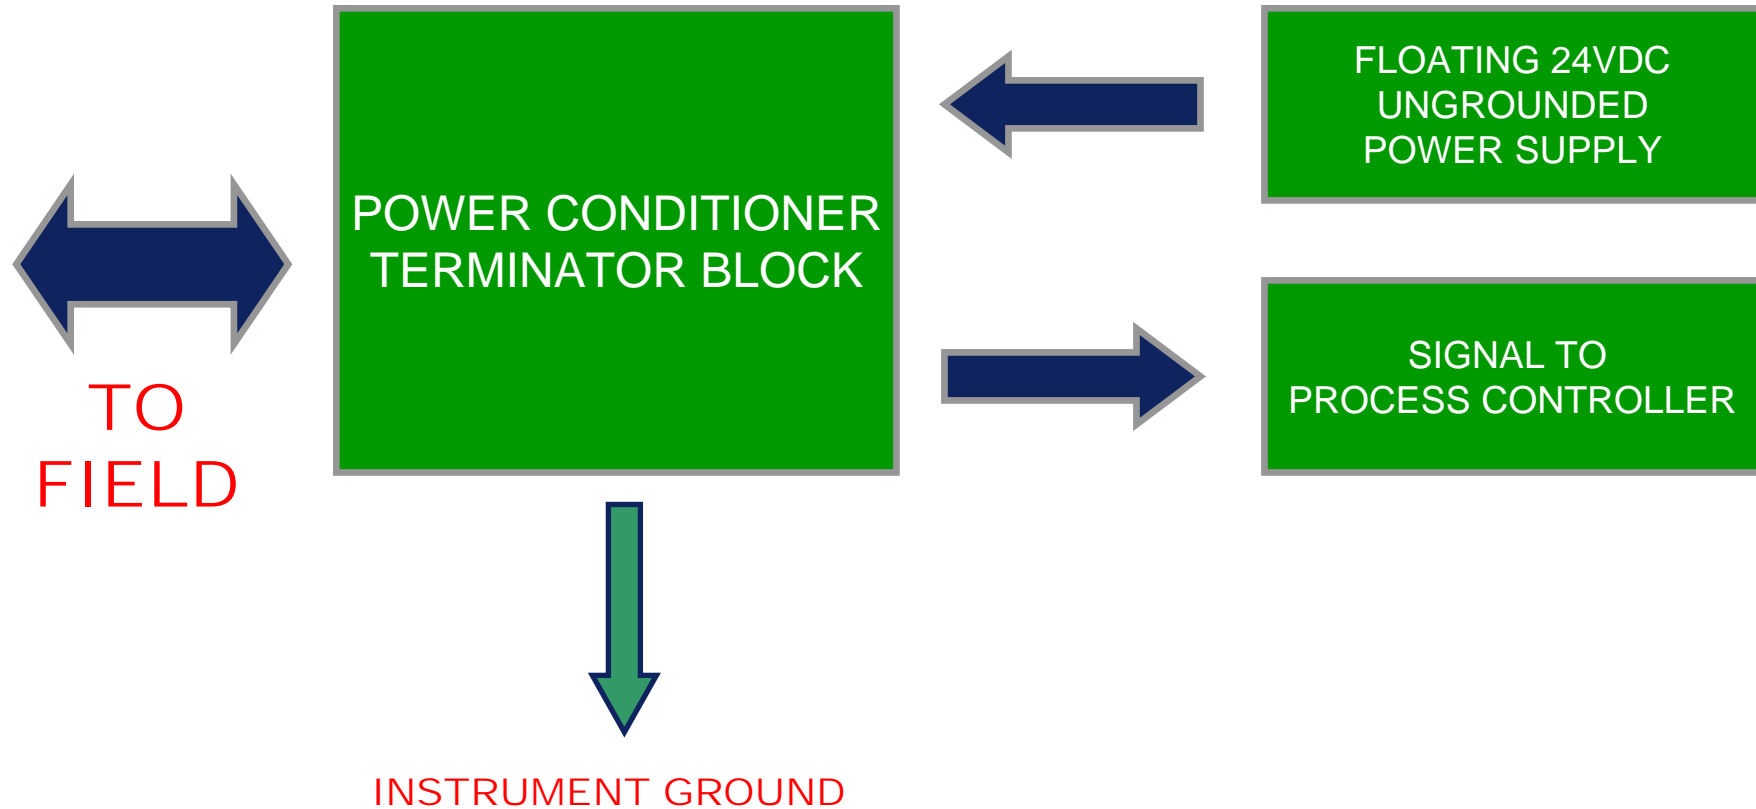 FLOATING 24VDC
UNGROUNDED
POWER SUPPLY
POWER CONDITIONER
TERMINATOR BLOCK
SIGNAL TO
PROCESS CONTROLLER
TO
FIELD
INSTRUMENT GROUND